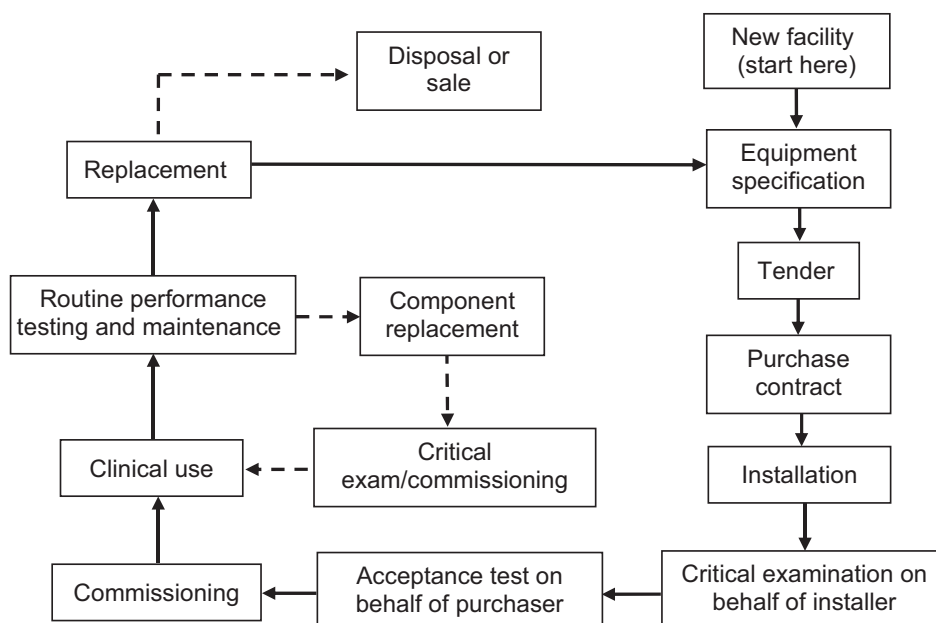 New facility
(start here)
Disposal or
sale
Replacement
Equipment
specification
Tender
Routine performance
testing and maintenance
Component
replacement
Purchase
contract
Clinical use
Critical
exam/commissioning
Installation
Commissioning
Acceptance test on
behalf of purchaser
Critical examination on
behalf of installer